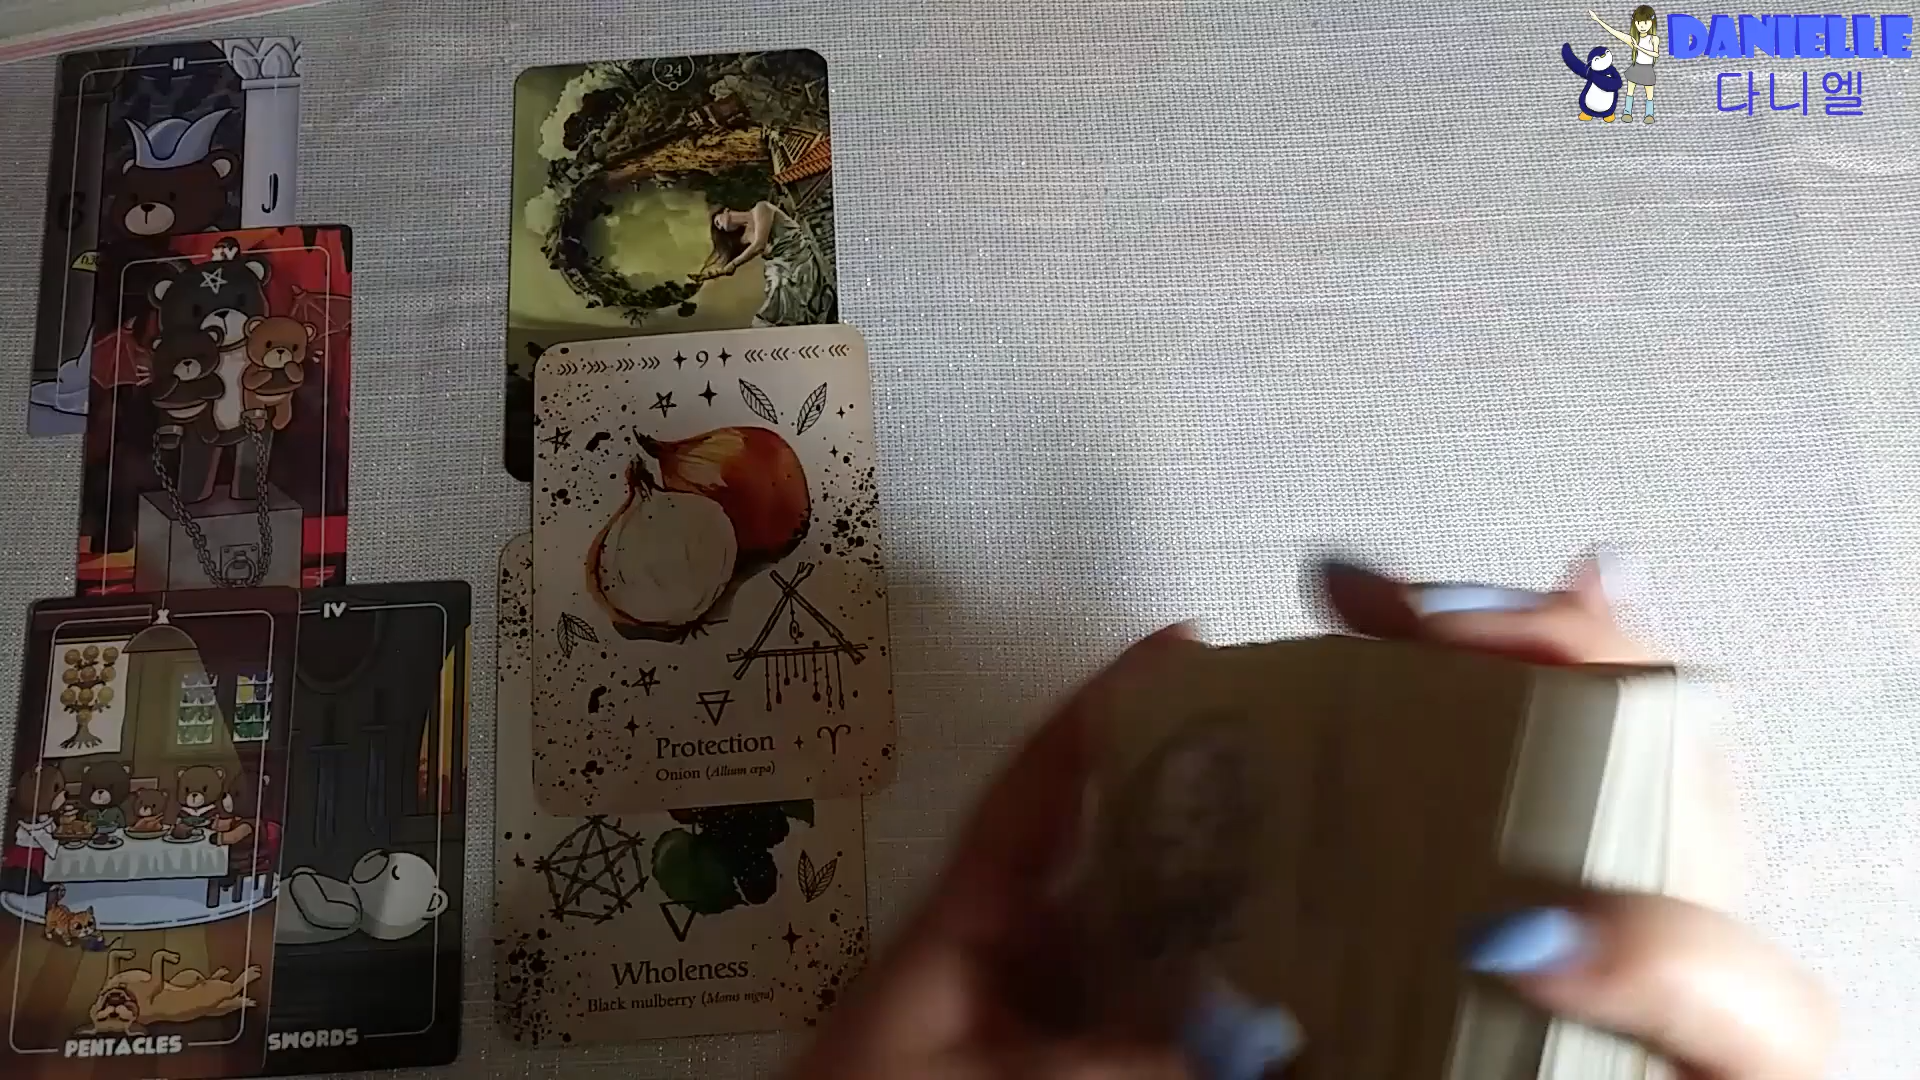 DANIELLE
다니엘
II
B
J
XV
X
PENTACLES
IV
SWORDS
24
9
Protection
Onion (Allium cepa)
Wholeness
Black mulberry (Morus nigra)